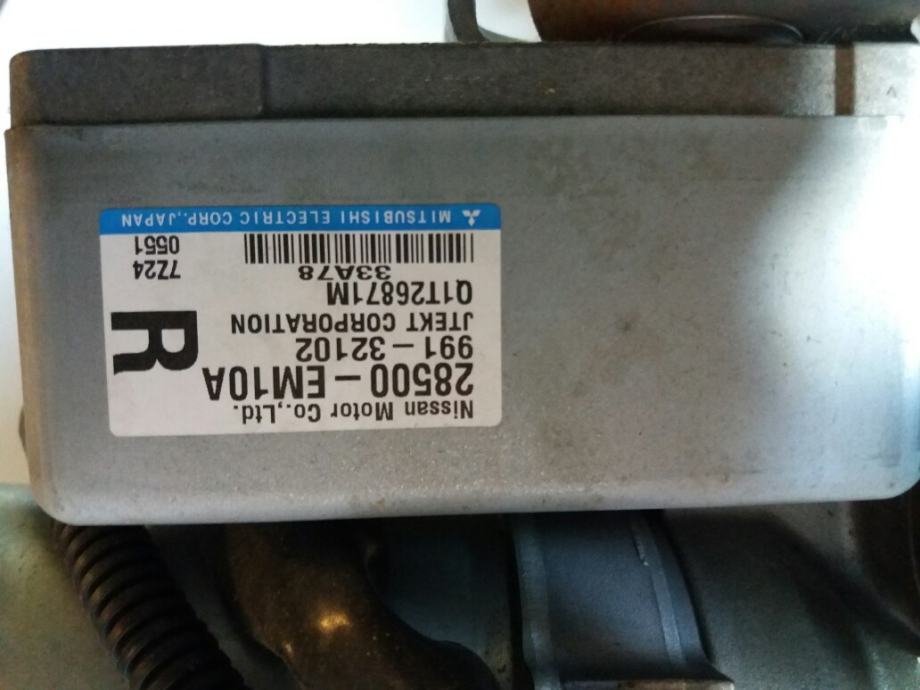 Nissan Motor Co.,Ltd.
28500－EM10A
991－32102
JTEKT CORPORATION
R
Q1T26871M
33A78
7Z24
0551
MITSUBISHI ELECTRIC CORP.,JAPAN